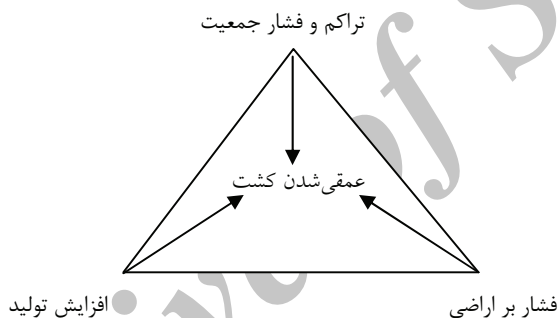 تراکم و فشار جمعیت
عمقی‌شدن کشت
فشار بر اراضی
افزایش تولید